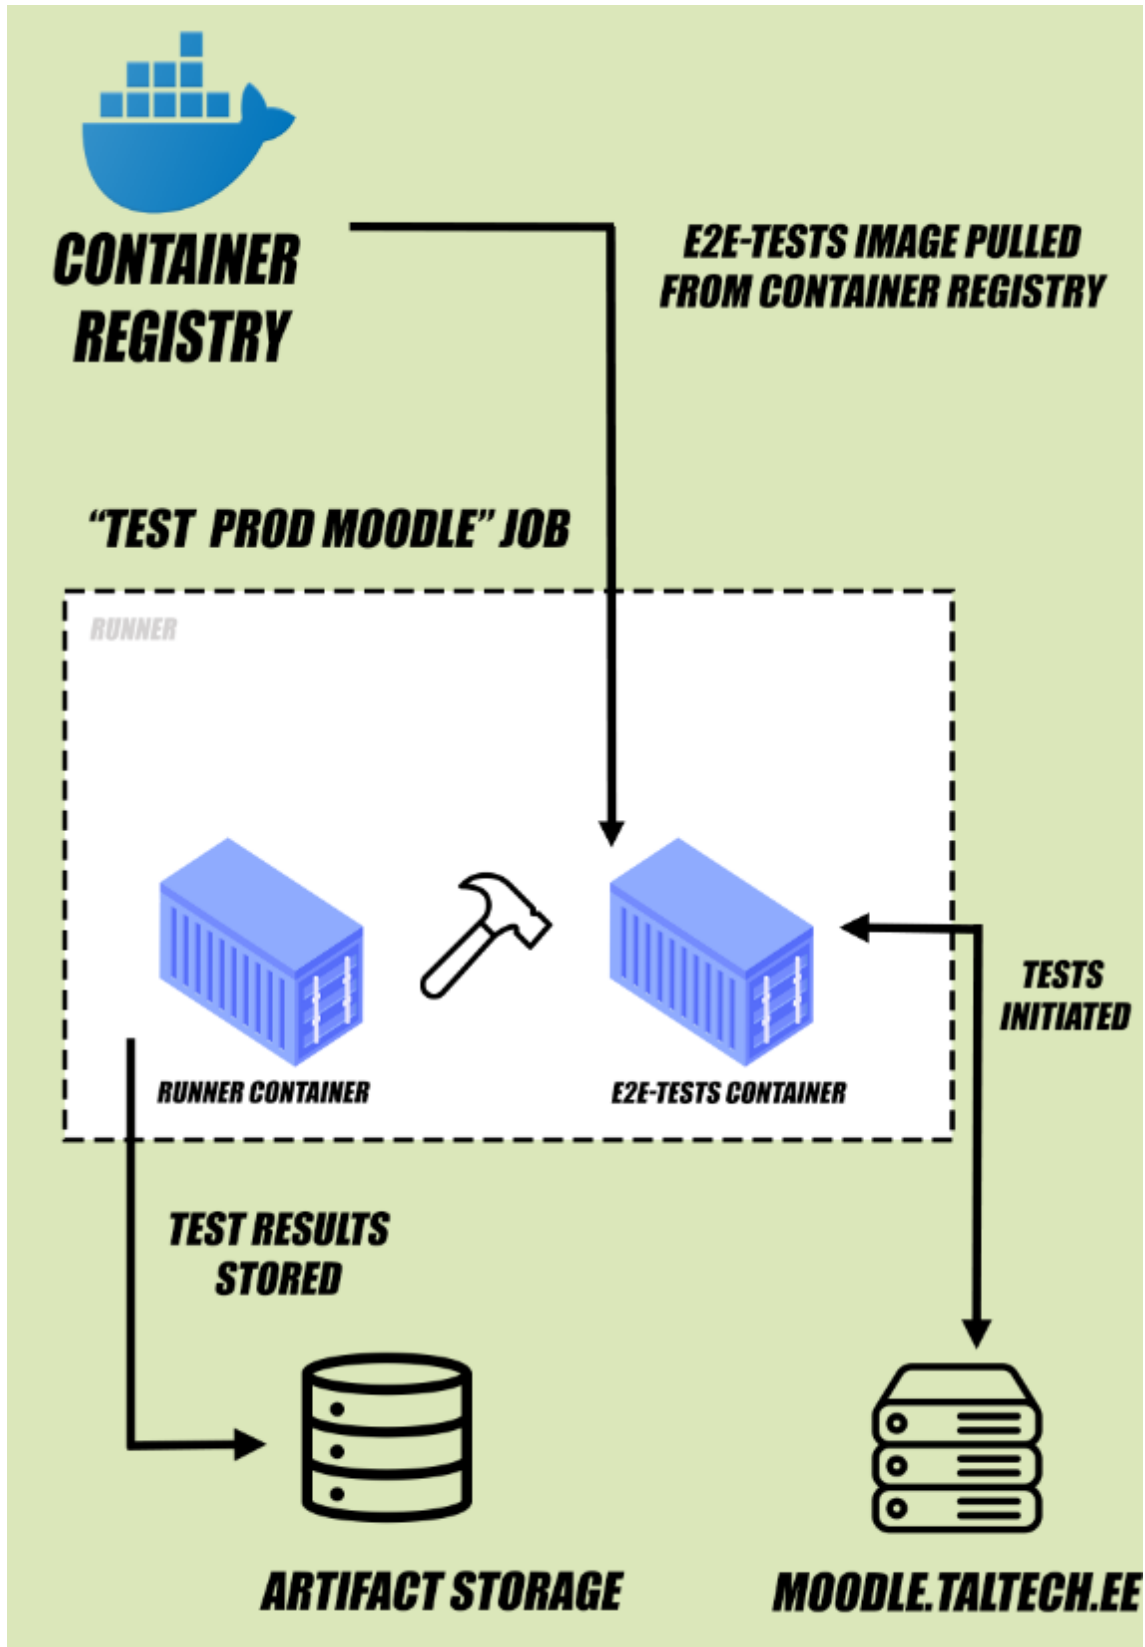 CONTAINER
REGISTRY
E2E-TESTS IMAGE PULLED
FROM CONTAINER REGISTRY
“TEST PROD MOODLE” JOB
RUNNER
TESTS
INITIATED
RUNNER CONTAINER
E2E-TESTS CONTAINER
TEST RESULTS
STORED
ARTIFACT STORAGE
MOODLE.TALTECH.EE